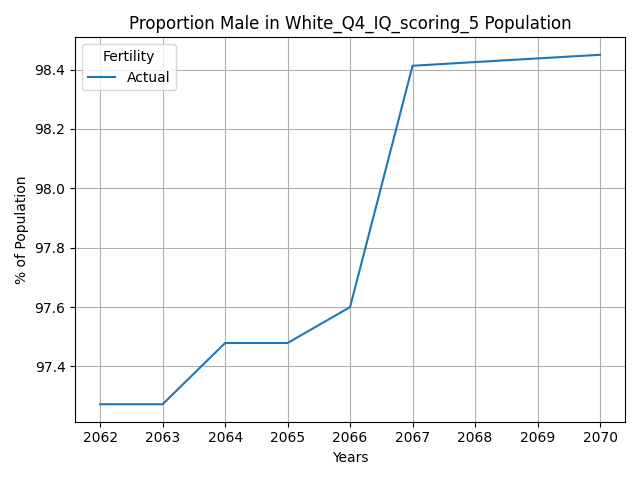 Proportion Male in White_Q4_IQ_scoring_5 Population
Fertility
Actual
98.4
98.2
98.0
97.8
97.6
97.4
% of Population
2062 2063 2064 2065 2066 2067 2068 2069 2070
Years